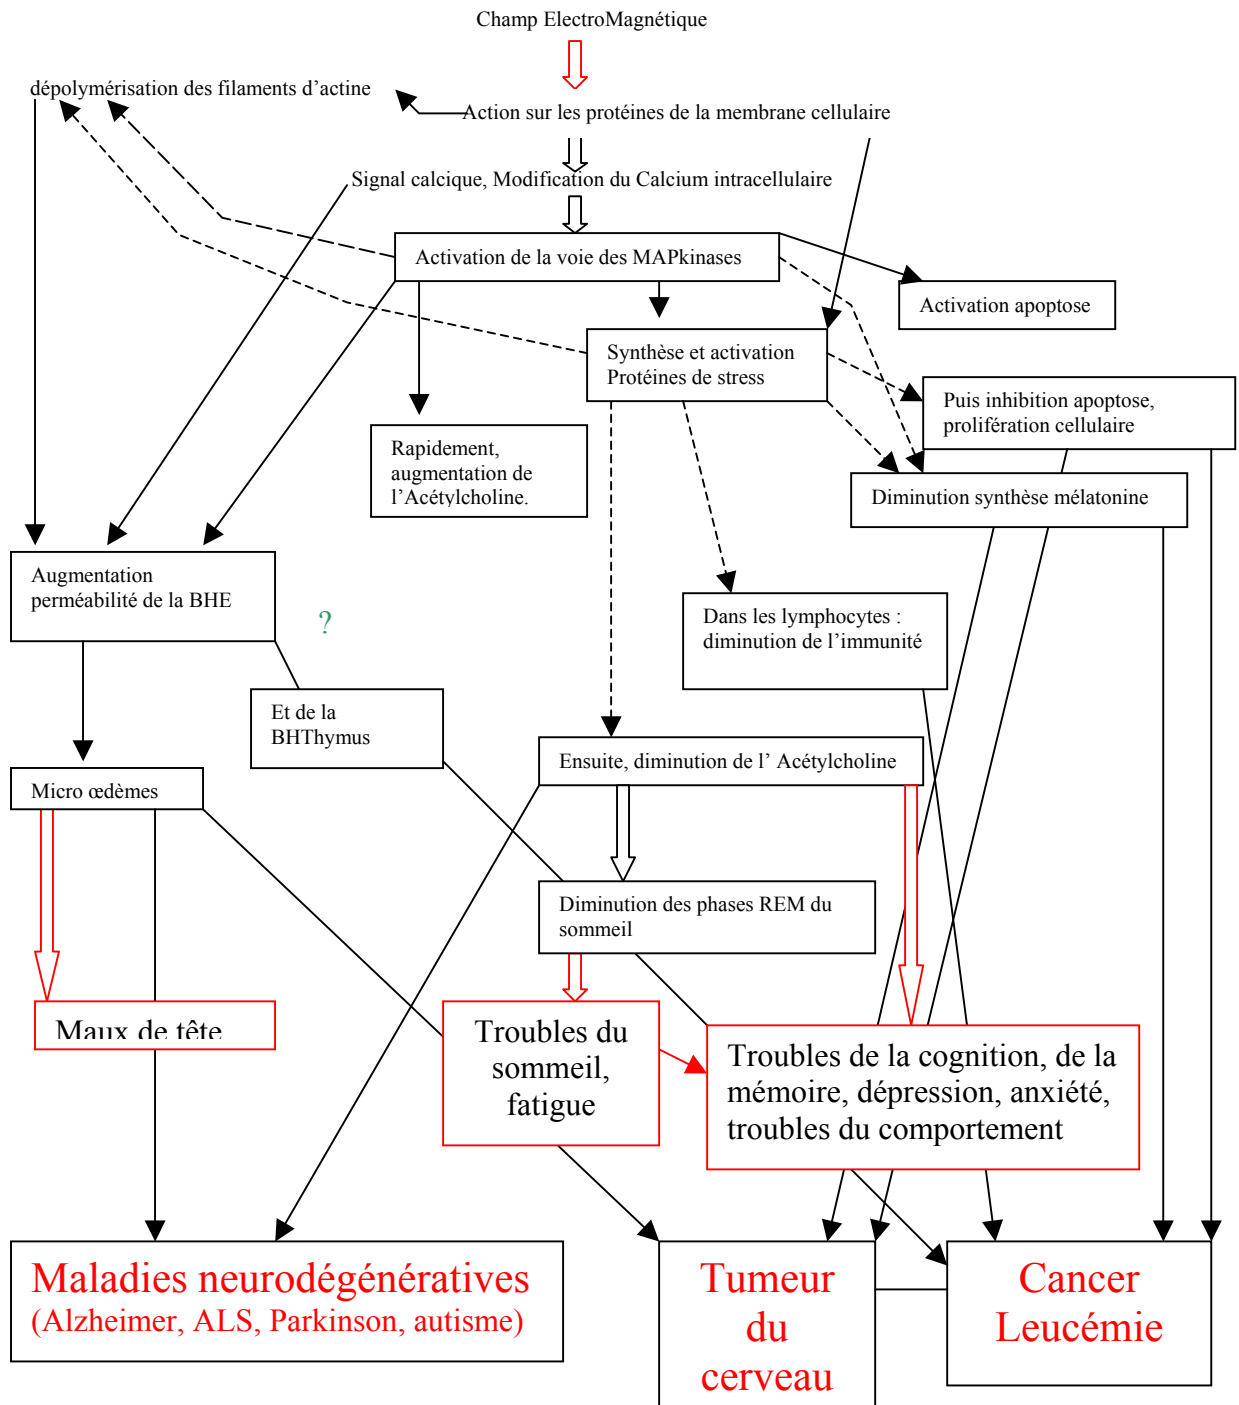 Champ ElectroMagnétique
dépolymérisation des filaments d’actine
Action sur les protéines de la membrane cellulaire
Signal calcique, Modification du Calcium intracellulaire
Activation de la voie des MAPkinases
Activation apoptose
Synthèse et activation
Protéines de stress
Puis inhibition apoptose,
prolifération cellulaire
Rapidement,
augmentation de
l’Acétylcholine.
Diminution synthèse mélatonine
Augmentation
perméabilité de la BHE
?
Dans les lymphocytes :
diminution de l’immunité
Et de la
BHThymus
Ensuite, diminution de l’ Acétylcholine
Micro œdèmes
Diminution des phases REM du
sommeil
Maux de tête
Troubles du
sommeil,
fatigue
Troubles de la cognition, de la
mémoire, dépression, anxiété,
troubles du comportement
Maladies neurodégénératives
(Alzheimer, ALS, Parkinson, autisme)
Tumeur
du
cerveau
Cancer
Leucémie